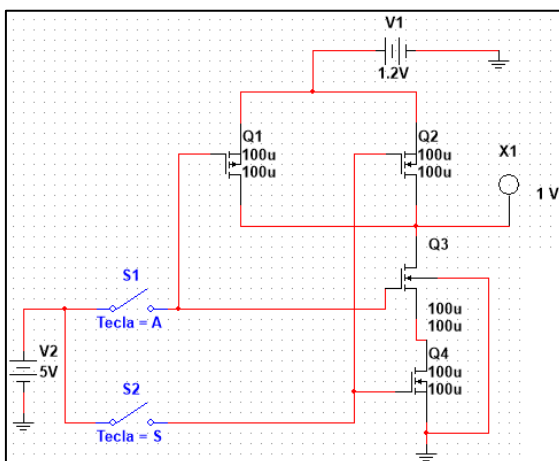 V1
1.2V
Q1
100u
100u
Q2
100u
100u
X1
1 V
Q3
100u
100u
S1
Tecla = A
V2
5V
Q4
100u
100u
S2
Tecla = S